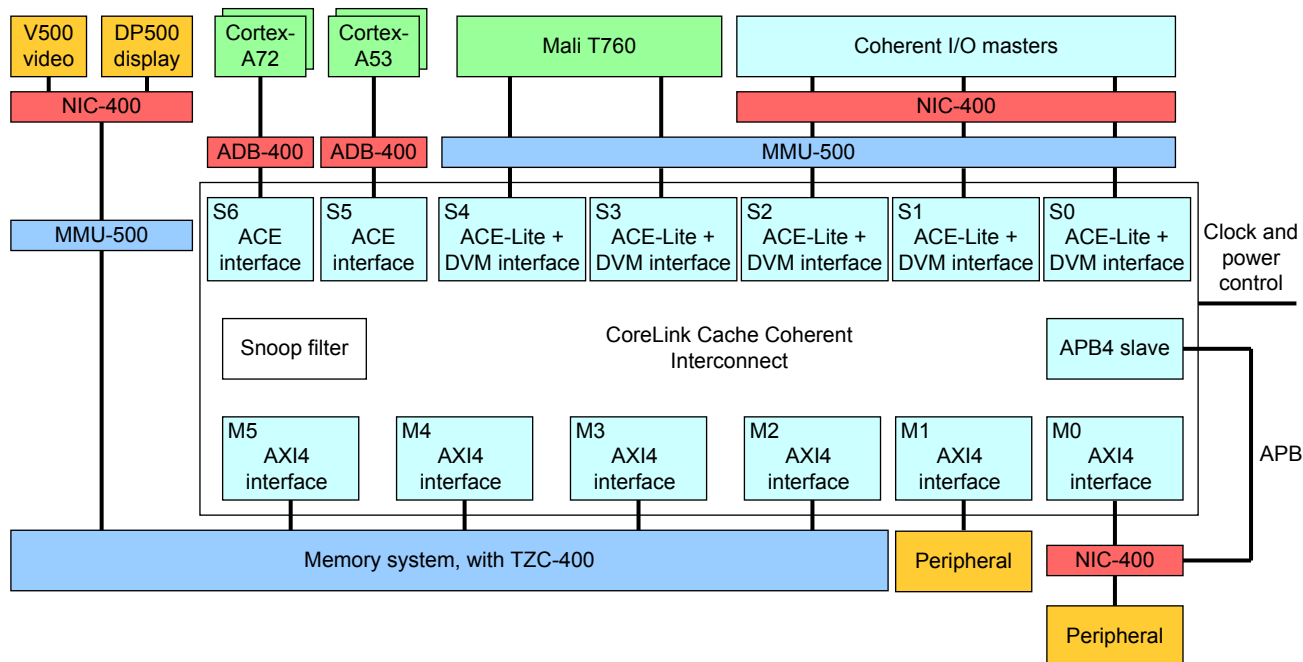 V500
video
DP500
display
Cortex-
A72
Cortex-
A53
Mali T760
Coherent I/O masters
NIC-400
NIC-400
ADB-400
ADB-400
MMU-500
MMU-500
S6
ACE
interface
S5
ACE
interface
S4
ACE-Lite +
DVM interface
S3
ACE-Lite +
DVM interface
S2
ACE-Lite +
DVM interface
S1
ACE-Lite +
DVM interface
S0
ACE-Lite +
DVM interface
Clock and
power
control
Snoop filter
CoreLink Cache Coherent
Interconnect
APB4 slave
M5
AXI4
interface
M4
AXI4
interface
M3
AXI4
interface
M2
AXI4
interface
M1
AXI4
interface
M0
AXI4
interface
APB
Memory system, with TZC-400
Peripheral
NIC-400
Peripheral